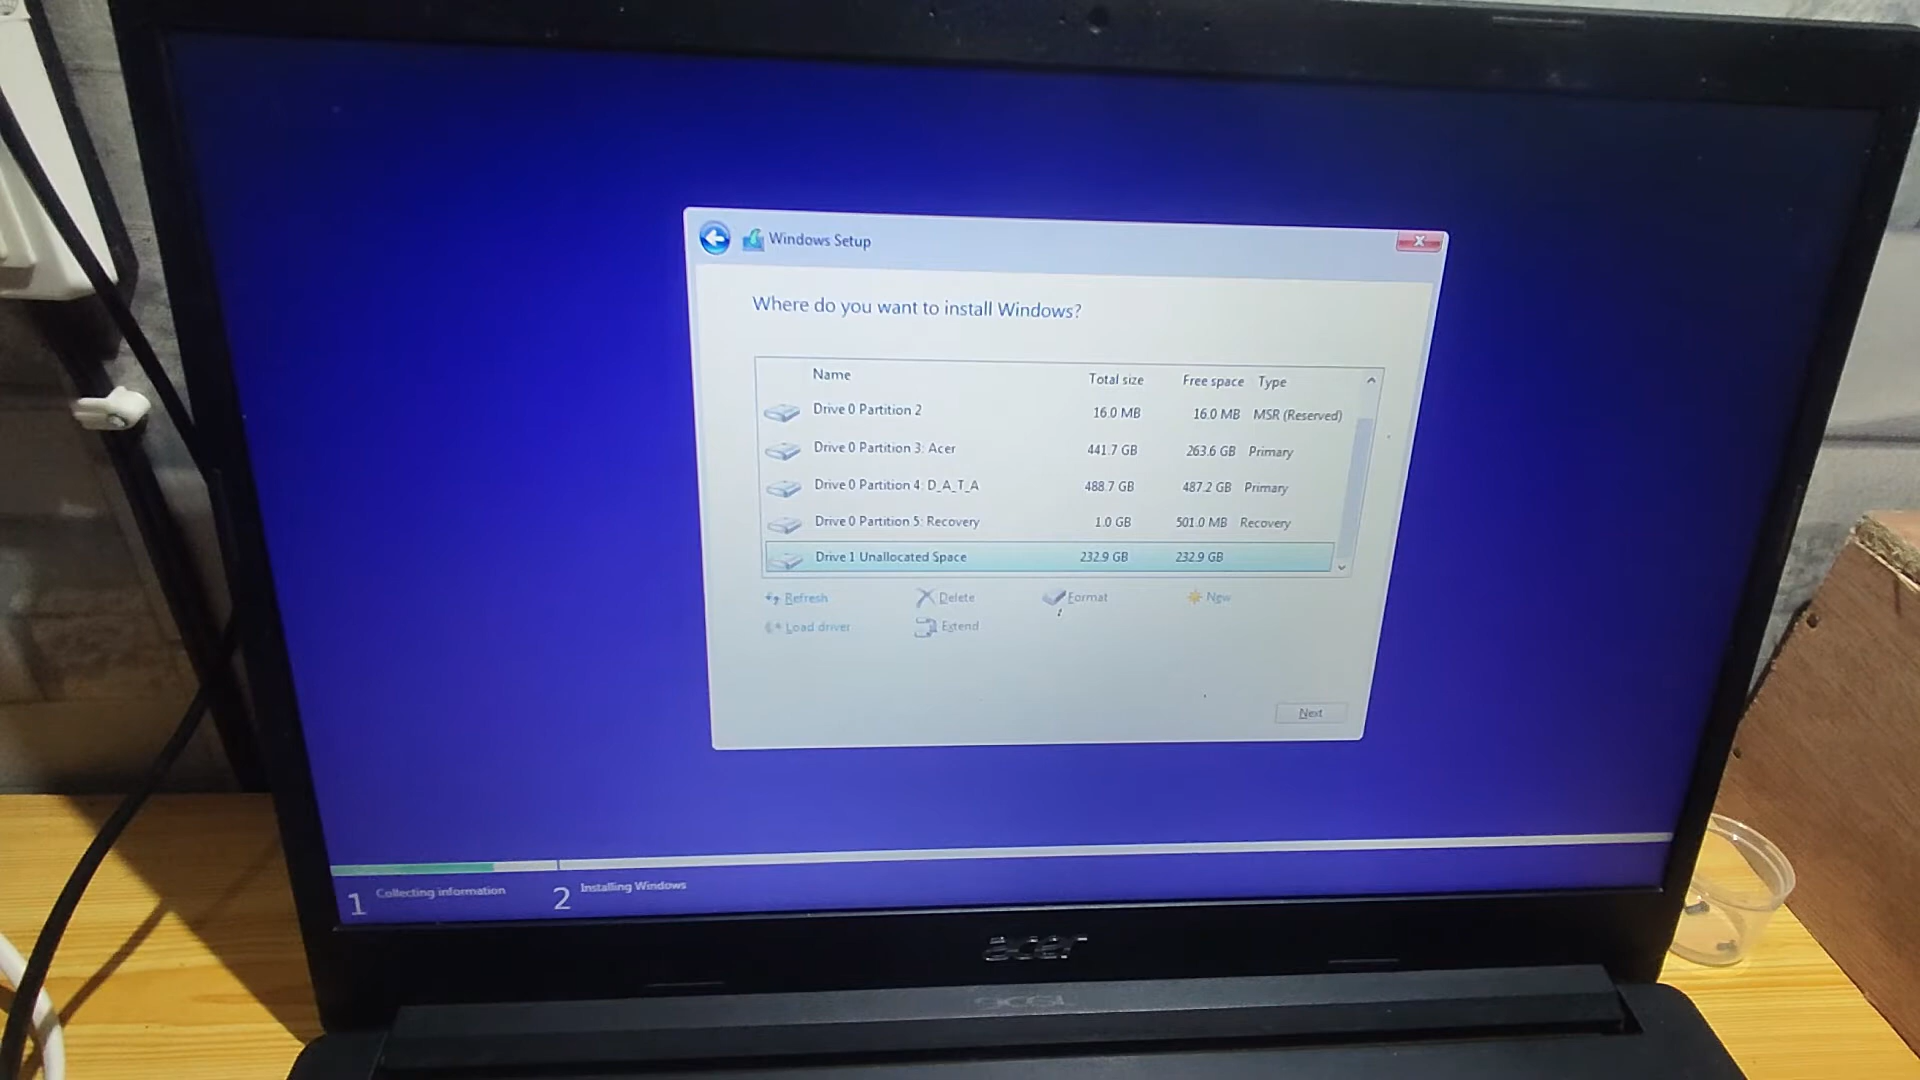 Windows Setup
Where do you want to install Windows?
Name Total size Free space Type
Drive 0 Partition 2 16.0 MB 16.0 MB MSR (Reserved)
Drive 0 Partition 3: Acer 441.7 GB 263.6 GB Primary
Drive 0 Partition 4: D_A_T_A 488.7 GB 487.2 GB Primary
Drive 0 Partition 5: Recovery 1.0 GB 501.0 MB Recovery
Drive 1 Unallocated Space 232.9 GB 232.9 GB
Refresh Delete Format New
Load driver Extend
Next
1 Collecting information 2 Installing Windows
acer